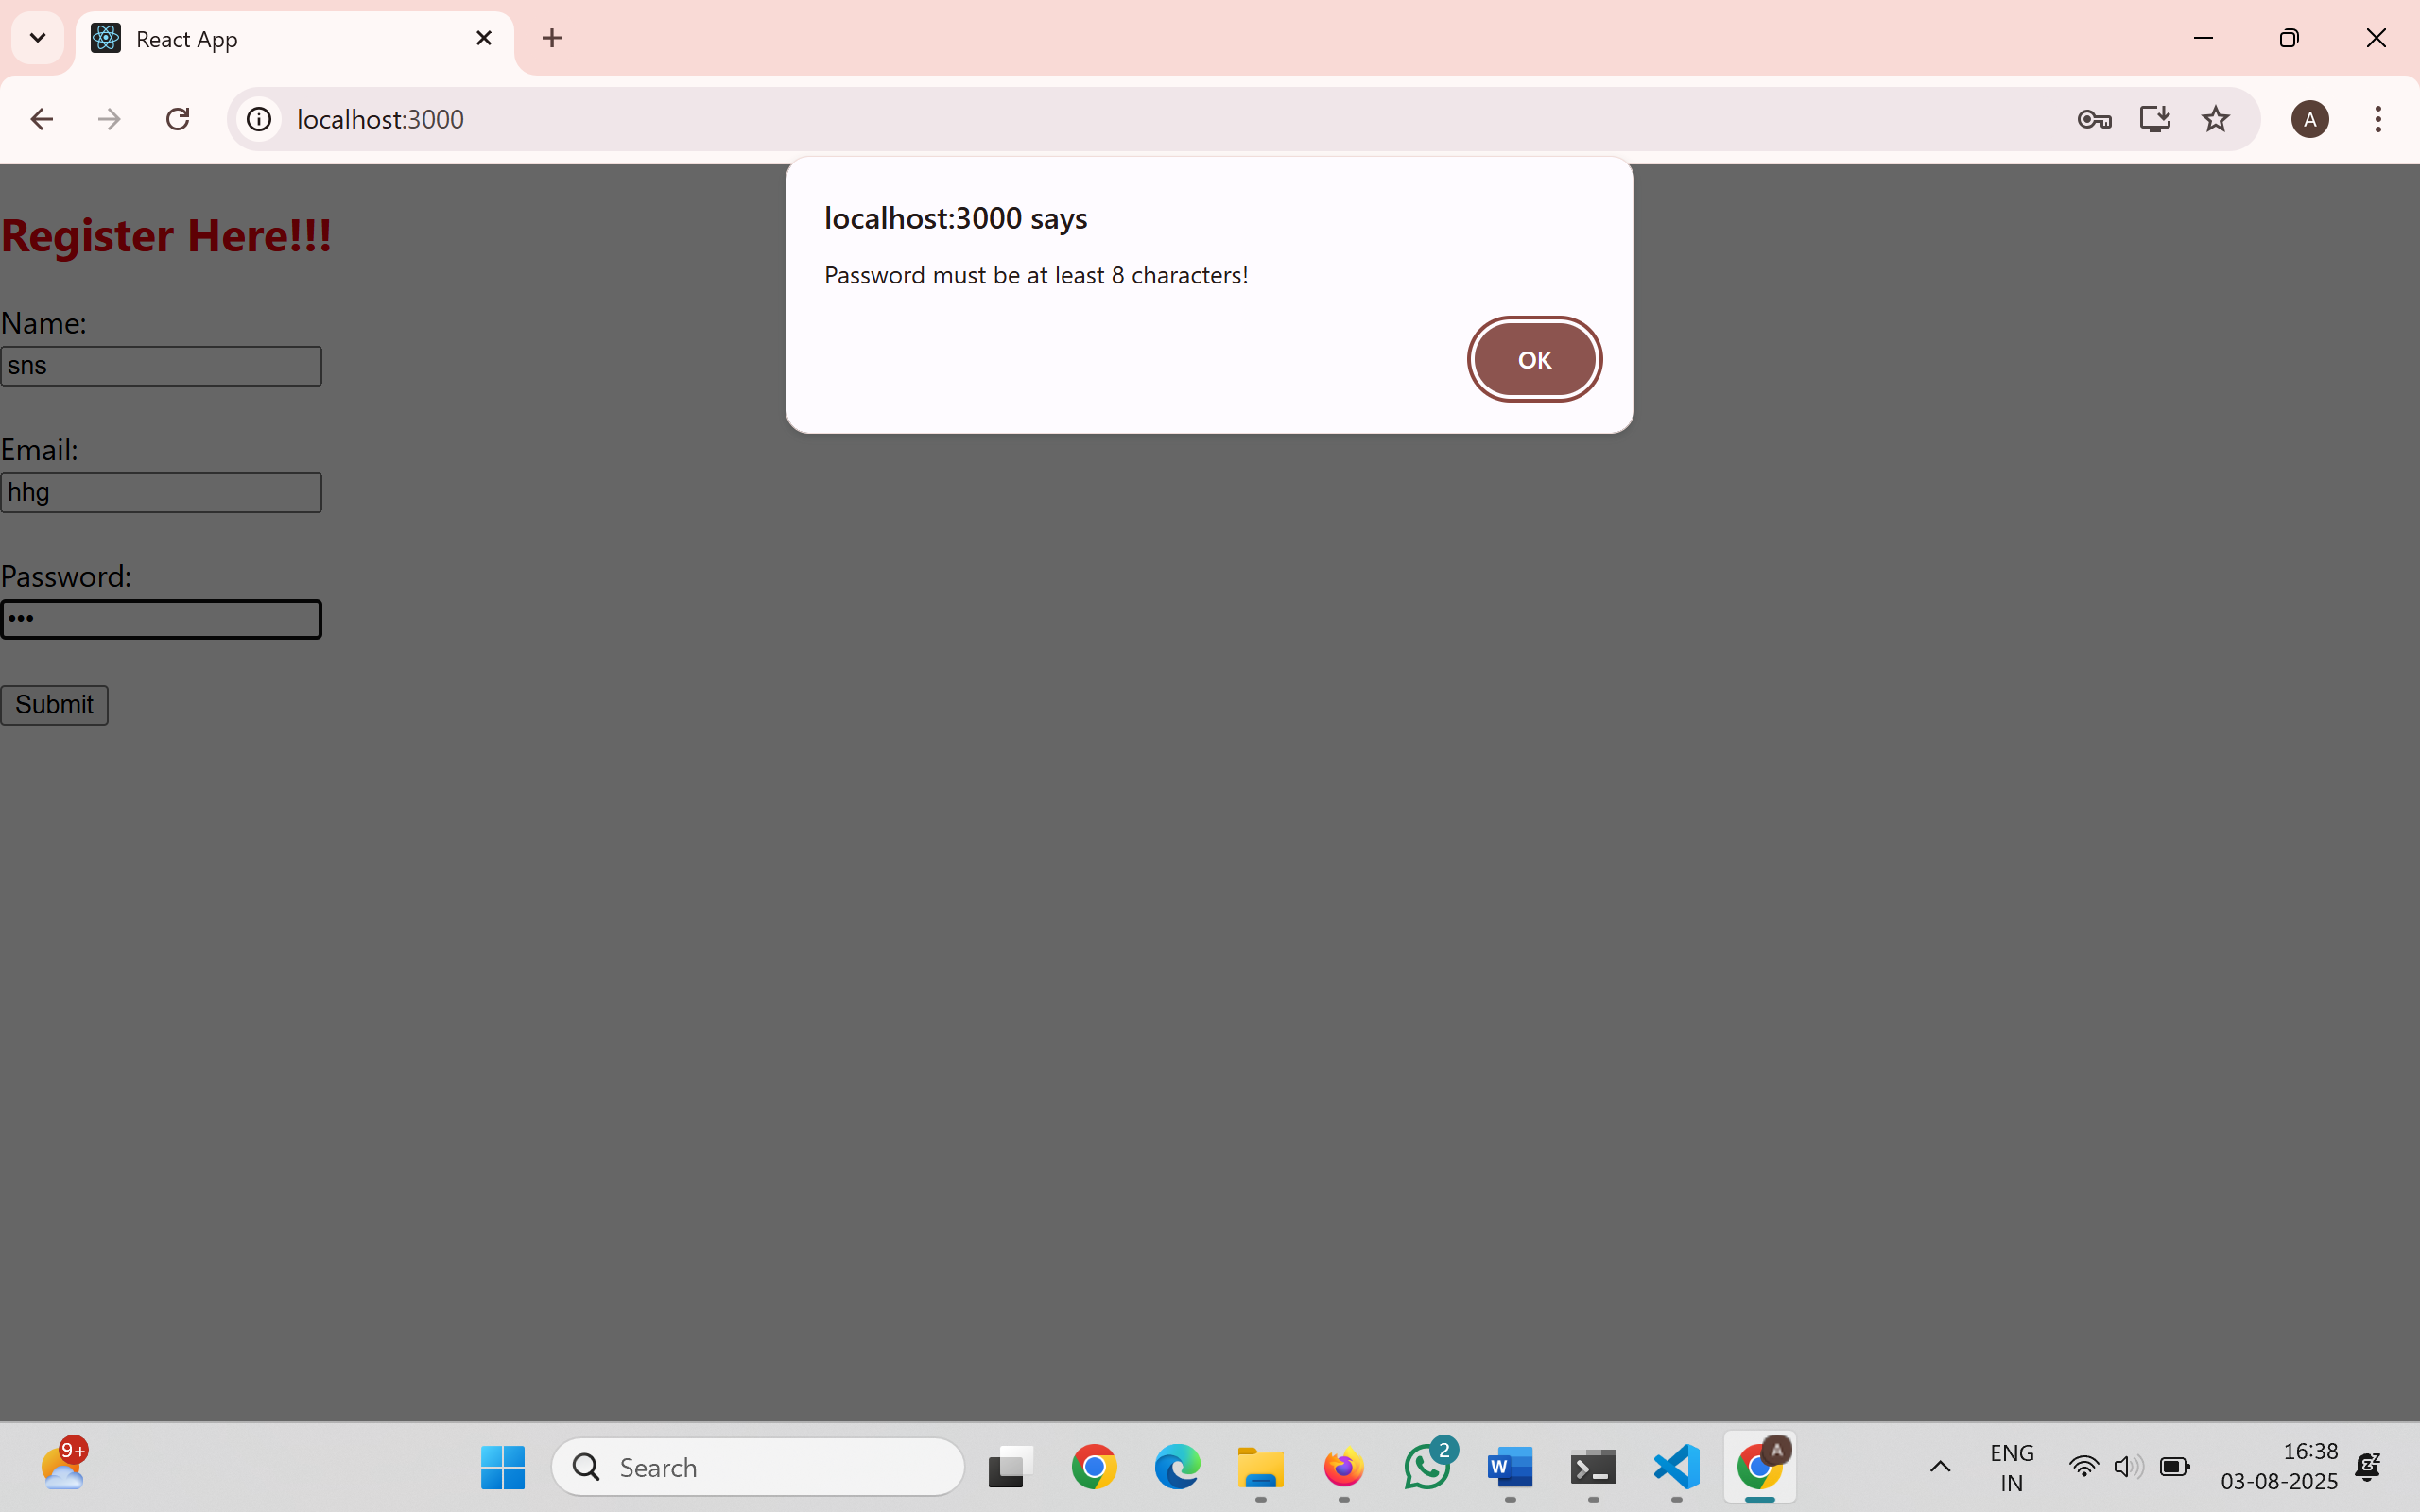 React App
localhost:3000
A
localhost:3000 says
Password must be at least 8 characters!
OK
Register Here!!!
Name:
sns
Email:
hhg
Password:
•••
Submit
9+
Search
2
W
A
ENG
IN
16:38
03-08-2025